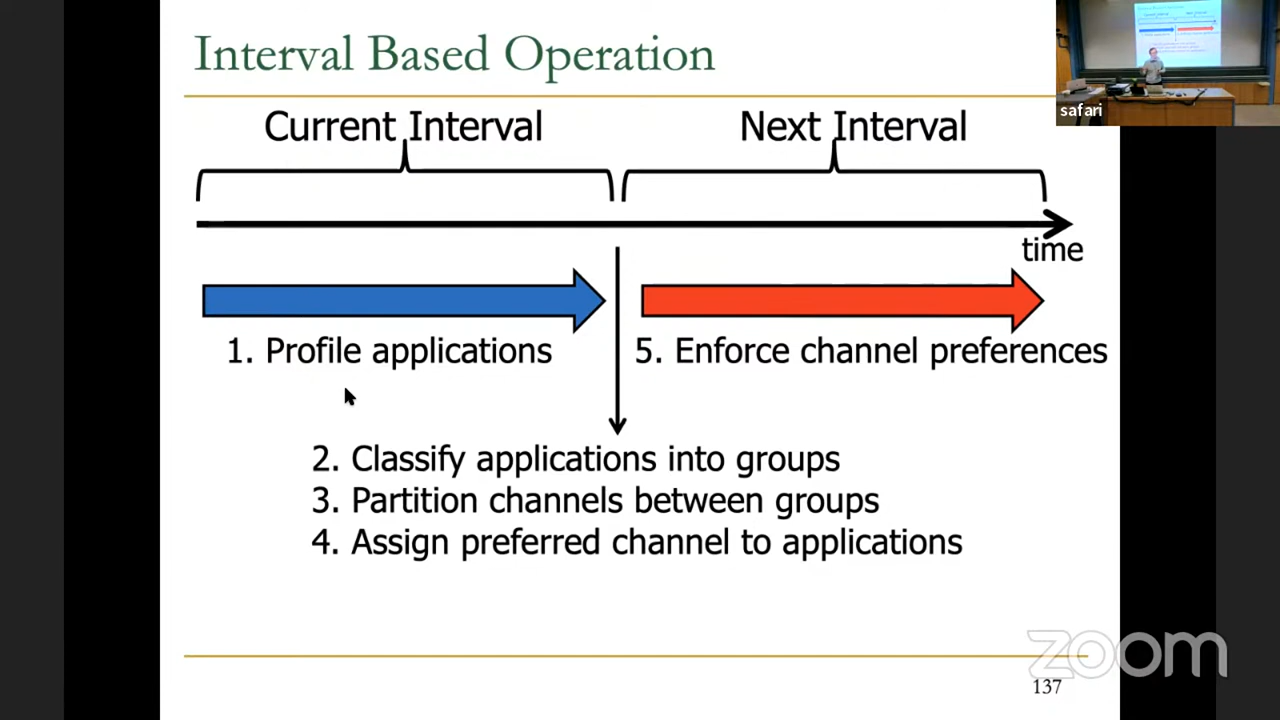 Interval Based Operation
safari
Current Interval
Next Interval
time
1. Profile applications
5. Enforce channel preferences
2. Classify applications into groups
3. Partition channels between groups
4. Assign preferred channel to applications
zoom
137